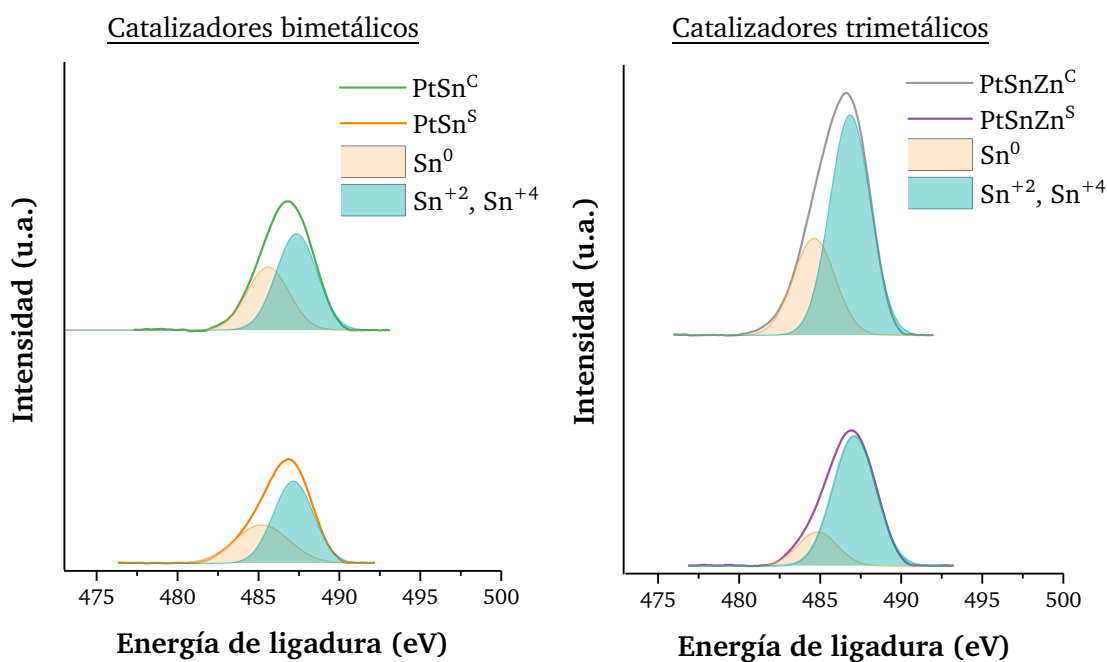 Catalizadores bimetálicos
PtSn^C
PtSn^S
Sn^0
Sn^+2, Sn^+4
Intensidad (u.a.)
475 480 485 490 495 500
Energía de ligadura (eV)
Catalizadores trimetálicos
PtSnZn^C
PtSnZn^S
Sn^0
Sn^+2, Sn^+4
Intensidad (u.a.)
475 480 485 490 495 500
Energía de ligadura (eV)